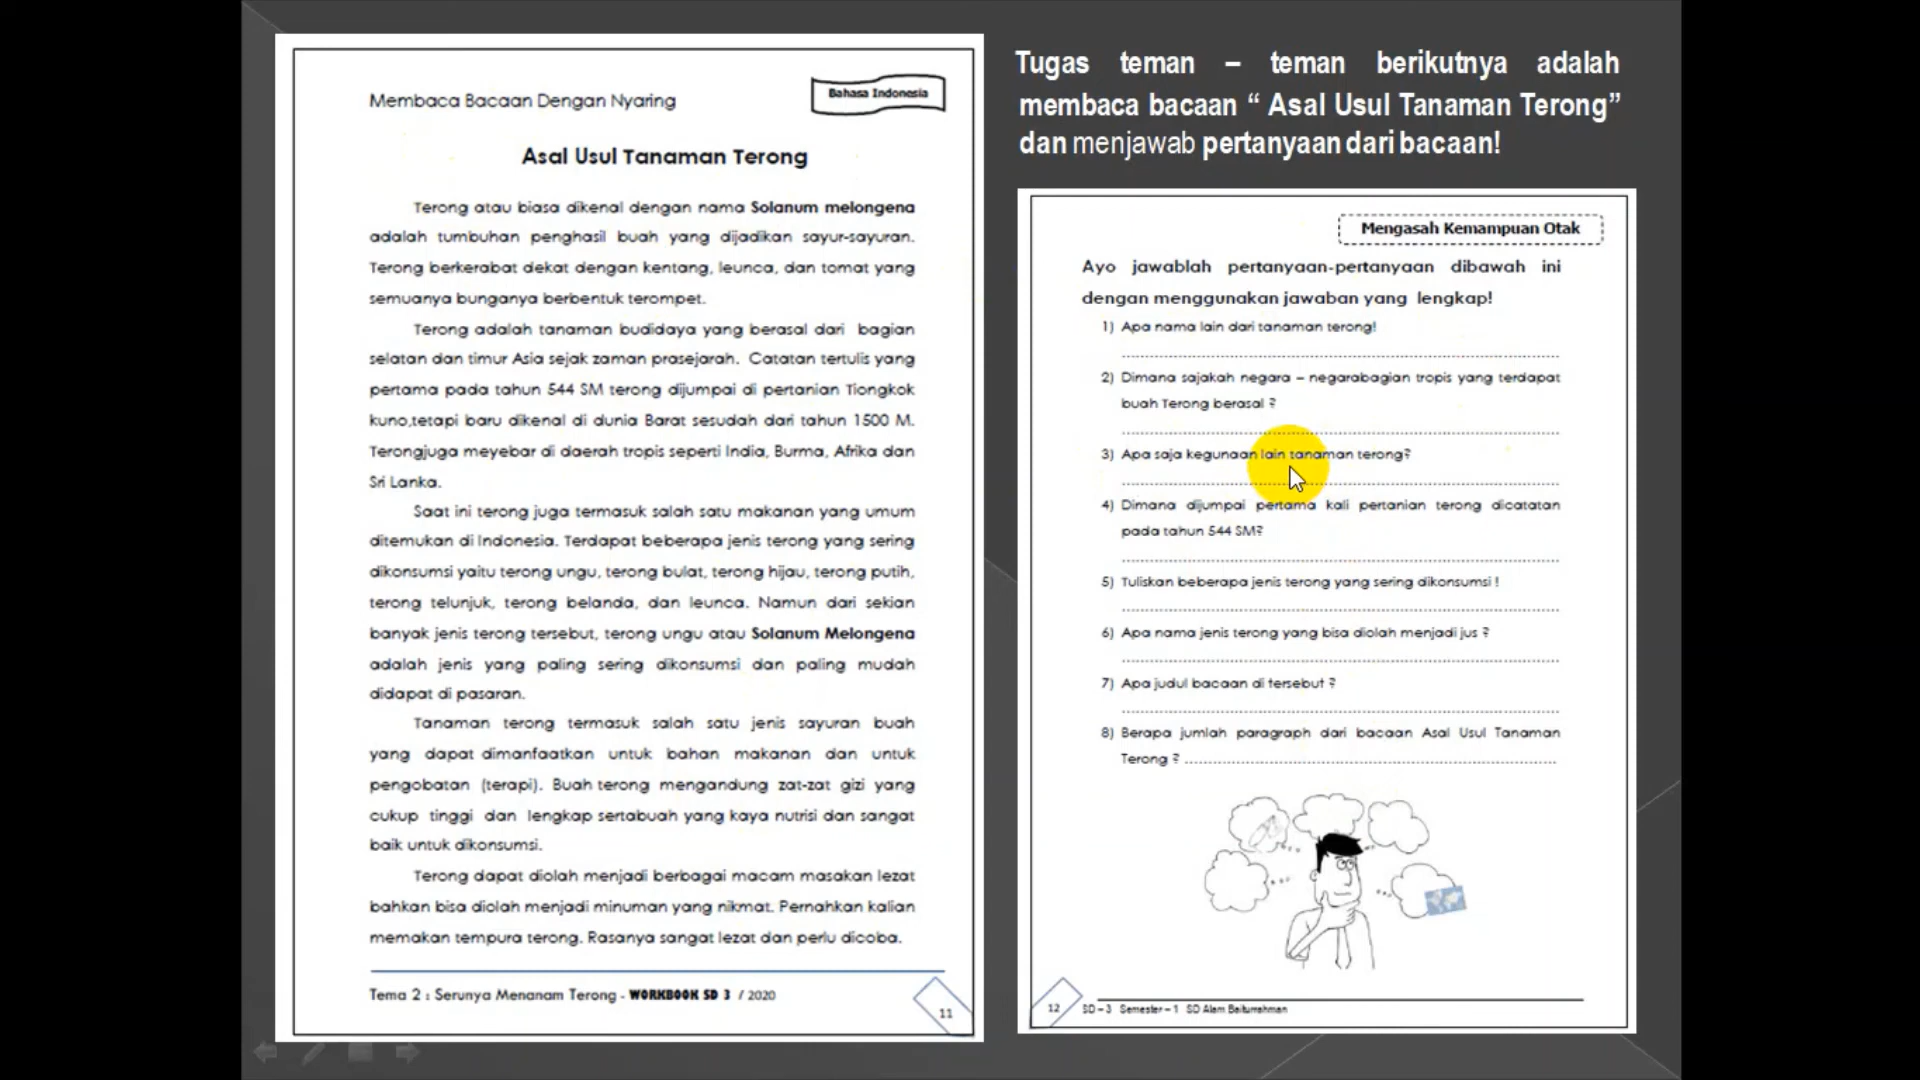 Membaca Bacaan Dengan Nyaring
Bahasa Indonesia
Asal Usul Tanaman Terong
Terong atau biasa dikenal dengan nama Solanum melongena
adalah tumbuhan penghasil buah yang dijadikan sayur-sayuran.
Terong berkerabat dekat dengan kentang, leunca, dan tomat yang
semuanya bunganya berbentuk terompet.
Terong adalah tanaman budidaya yang berasal dari bagian
selatan dan timur Asia sejak zaman prasejarah. Catatan tertulis yang
pertama pada tahun 544 SM terong dijumpai di pertanian Tiongkok
kuno,tetapi baru dikenal di dunia Barat sesudah dari tahun 1500 M.
Terongjuga meyebar di daerah tropis seperti India, Burma, Afrika dan
Sri Lanka.
Saat ini terong juga termasuk salah satu makanan yang umum
ditemukan di Indonesia. Terdapat beberapa jenis terong yang sering
dikonsumsi yaitu terong ungu, terong bulat, terong hijau, terong putih,
terong telunjuk, terong belanda, dan leunca. Namun dari sekian
banyak jenis terong tersebut, terong ungu atau Solanum Melongena
adalah jenis yang paling sering dikonsumsi dan paling mudah
didapat di pasaran.
Tanaman terong termasuk salah satu jenis sayuran buah
yang dapat dimanfaatkan untuk bahan makanan dan untuk
pengobatan (terapi). Buah terong mengandung zat-zat gizi yang
cukup tinggi dan lengkap sertabuah yang kaya nutrisi dan sangat
baik untuk dikonsumsi.
Terong dapat diolah menjadi berbagai macam masakan lezat
bahkan bisa diolah menjadi minuman yang nikmat. Pernahkan kalian
memakan tempura terong. Rasanya sangat lezat dan perlu dicoba.
Tema 2 : Serunya Menanam Terong - WORKBOOK SD 3 / 2020
11
Tugas teman – teman berikutnya adalah
membaca bacaan “ Asal Usul Tanaman Terong”
dan menjawab pertanyaan dari bacaan!
Mengasah Kemampuan Otak
Ayo jawablah pertanyaan-pertanyaan dibawah ini
dengan menggunakan jawaban yang lengkap!
1) Apa nama lain dari tanaman terong!
2) Dimana sajakah negara – negarabagian tropis yang terdapat
buah Terong berasal ?
3) Apa saja kegunaan lain tanaman terong?
4) Dimana dijumpai pertama kali pertanian terong dicatatan
pada tahun 544 SM?
5) Tuliskan beberapa jenis terong yang sering dikonsumsi !
6) Apa nama jenis terong yang bisa diolah menjadi jus ?
7) Apa judul bacaan di tersebut ?
8) Berapa jumlah paragraph dari bacaan Asal Usul Tanaman
Terong ?
12
SD – 3 Semester – 1 SD Alam Baiturrahman